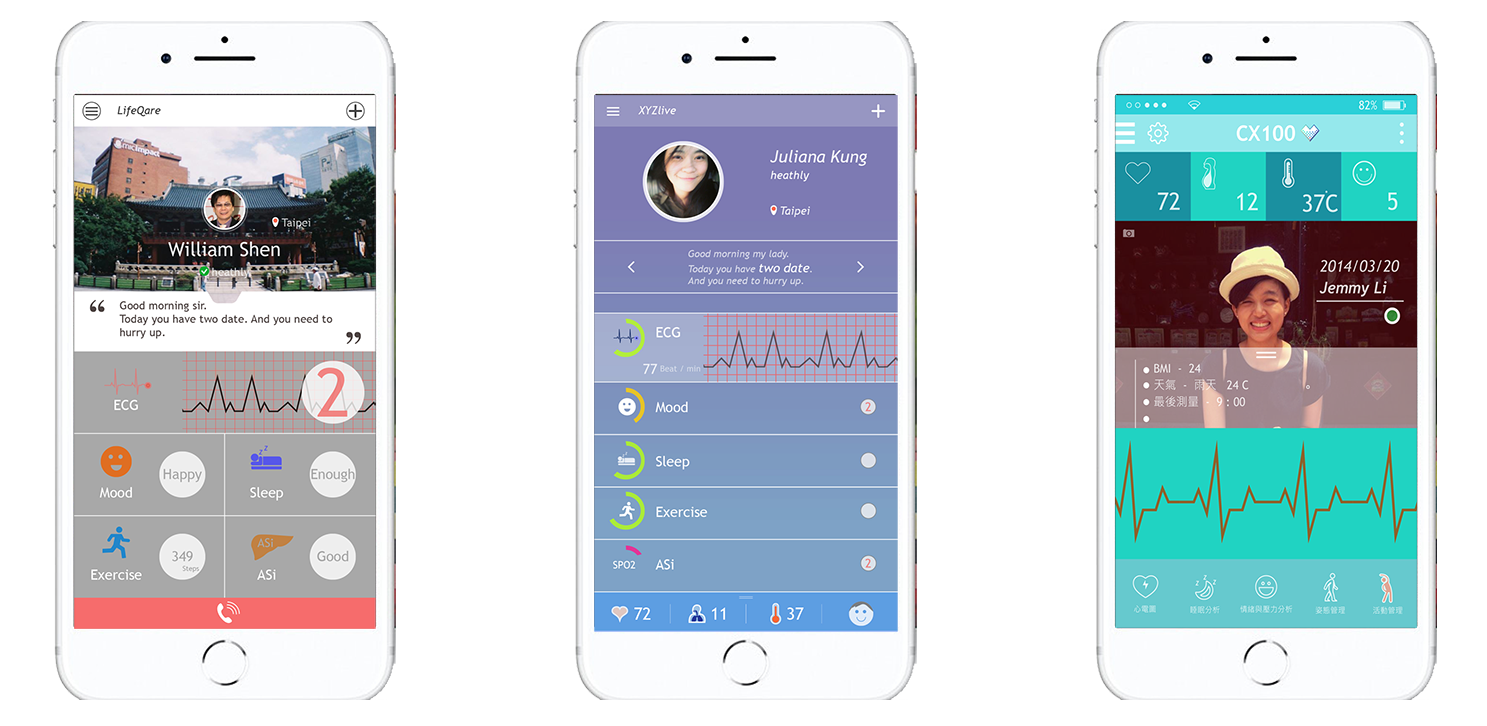 LifeQare
micimpact
Taipei
William Shen
heathly
“ Good morning sir.
Today you have two date. And you need to
hurry up. ”
ECG
2
Mood
Happy
Sleep
Enough
Exercise
349
Steps
ASi
ASi
Good
XYZlive
Juliana Kung
heathly
Taipei
Good morning my lady.
Today you have two date.
And you need to hurry up.
ECG
77 Beat / min
Mood
2
Sleep
Exercise
SPO2
ASi
2
72
11
37
82%
CX100
72
12
37°C
5
2014/03/20
Jemmy Li
BMI - 24
天氣 - 雨天 24 C
最後測量 - 9 : 00
心電圖
睡眠分析
情緒與壓力分析
姿態管理
活動管理